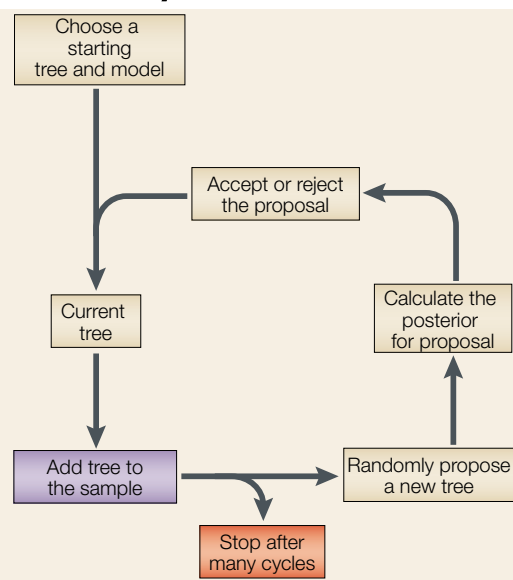 Choose a
starting
tree and model
Accept or reject
the proposal
Current
tree
Calculate the
posterior
for proposal
Add tree to
the sample
Randomly propose
a new tree
Stop after
many cycles